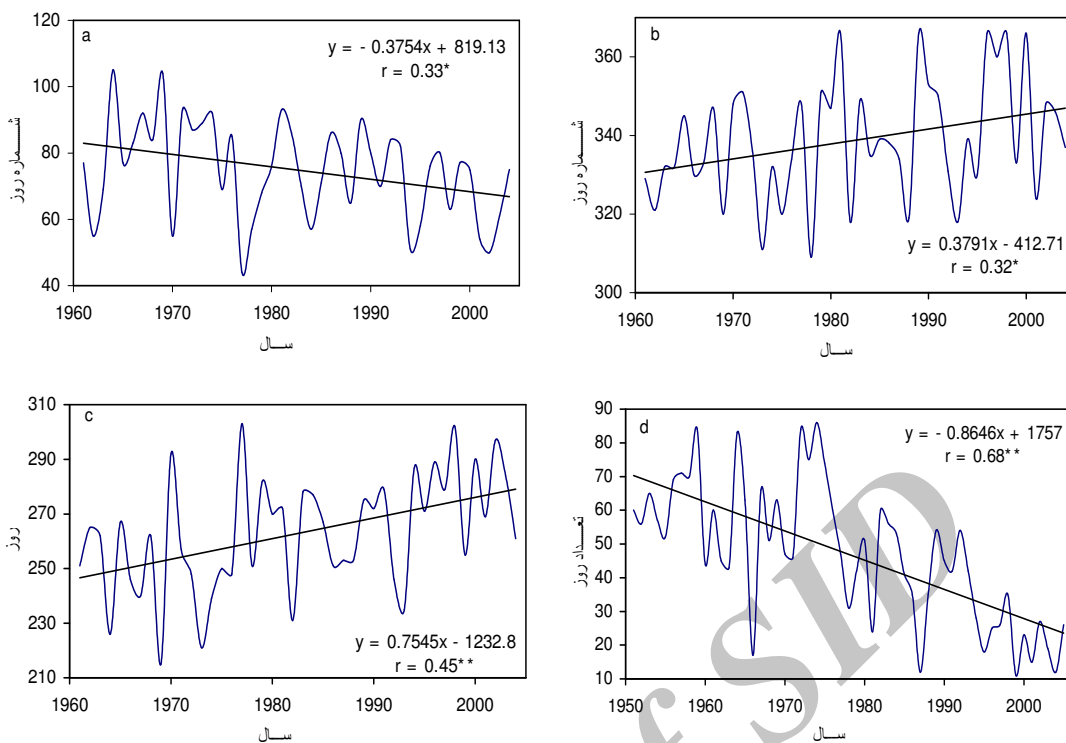 a
y = - 0.3754x + 819.13
r = 0.33*
120
100
80
60
40
شماره روز
1960 1970 1980 1990 2000
سال
b
360
340
320
300
شماره روز
y = 0.3791x - 412.71
r = 0.32*
1960 1970 1980 1990 2000
سال
c
310
290
270
250
230
210
روز
y = 0.7545x - 1232.8
r = 0.45**
1960 1970 1980 1990 2000
سال
d
y = - 0.8646x + 1757
r = 0.68**
90
80
70
60
50
40
30
20
10
تعداد روز
1950 1960 1970 1980 1990 2000
سال
f SID